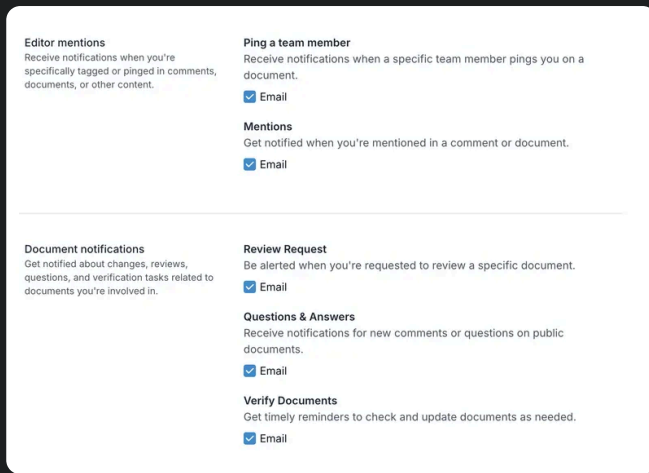 Editor mentions
Receive notifications when you're
specifically tagged or pinged in comments,
documents, or other content.
Ping a team member
Receive notifications when a specific team member pings you on a
document.
Email
Mentions
Get notified when you're mentioned in a comment or document.
Email
Document notifications
Get notified about changes, reviews,
questions, and verification tasks related to
documents you're involved in.
Review Request
Be alerted when you're requested to review a specific document.
Email
Questions & Answers
Receive notifications for new comments or questions on public
documents.
Email
Verify Documents
Get timely reminders to check and update documents as needed.
Email